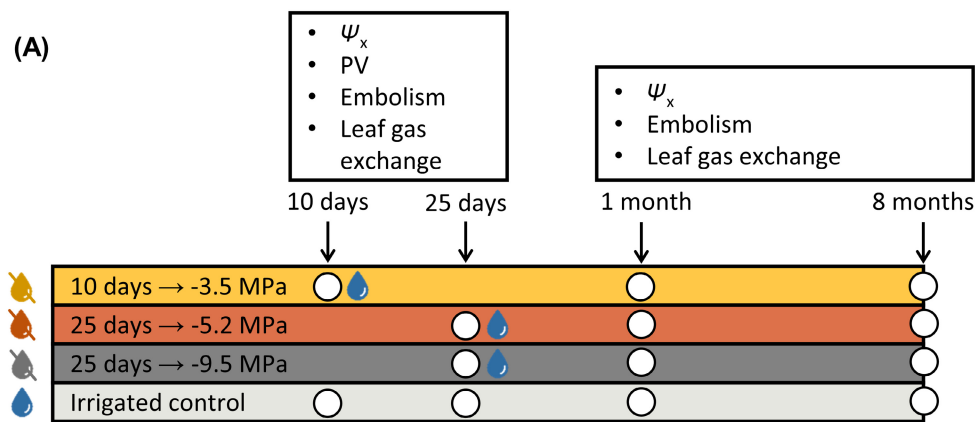 (A)
• Ψx
• PV
• Embolism
• Leaf gas
exchange
• Ψx
• Embolism
• Leaf gas exchange
10 days
25 days
1 month
8 months
10 days → -3.5 MPa
25 days → -5.2 MPa
25 days → -9.5 MPa
Irrigated control